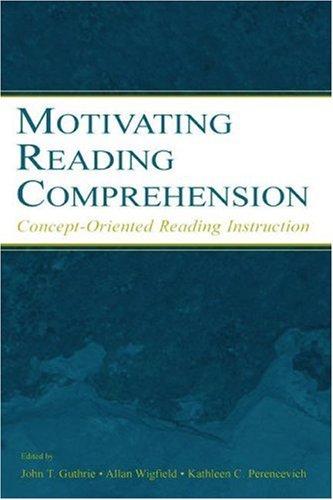 MOTIVATING
READING
COMPREHENSION
Concept-Oriented Reading Instruction
Edited by
John T. Guthrie • Allan Wigfield • Kathleen C. Perencevich